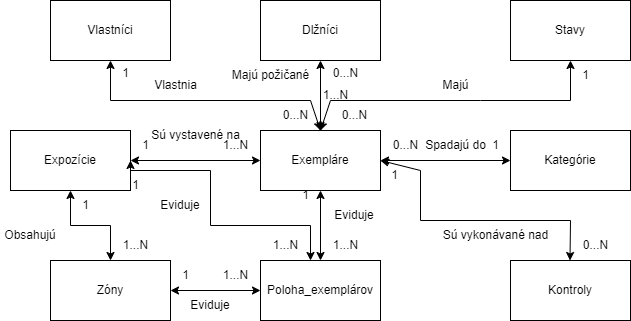 Vlastníci
Dlžníci
Stavy
1
Vlastnia
Majú požičané
0...N
1...N
Majú
1
0...N
0...N
Sú vystavené na
1
1...N
0...N
Spadajú do
1
Expozície
Exempláre
Kategórie
1
Eviduje
1
1
1
Eviduje
Obsahujú
1...N
1...N
1...N
Sú vykonávané nad
0...N
Zóny
1
1...N
Eviduje
Poloha_exemplárov
Kontroly